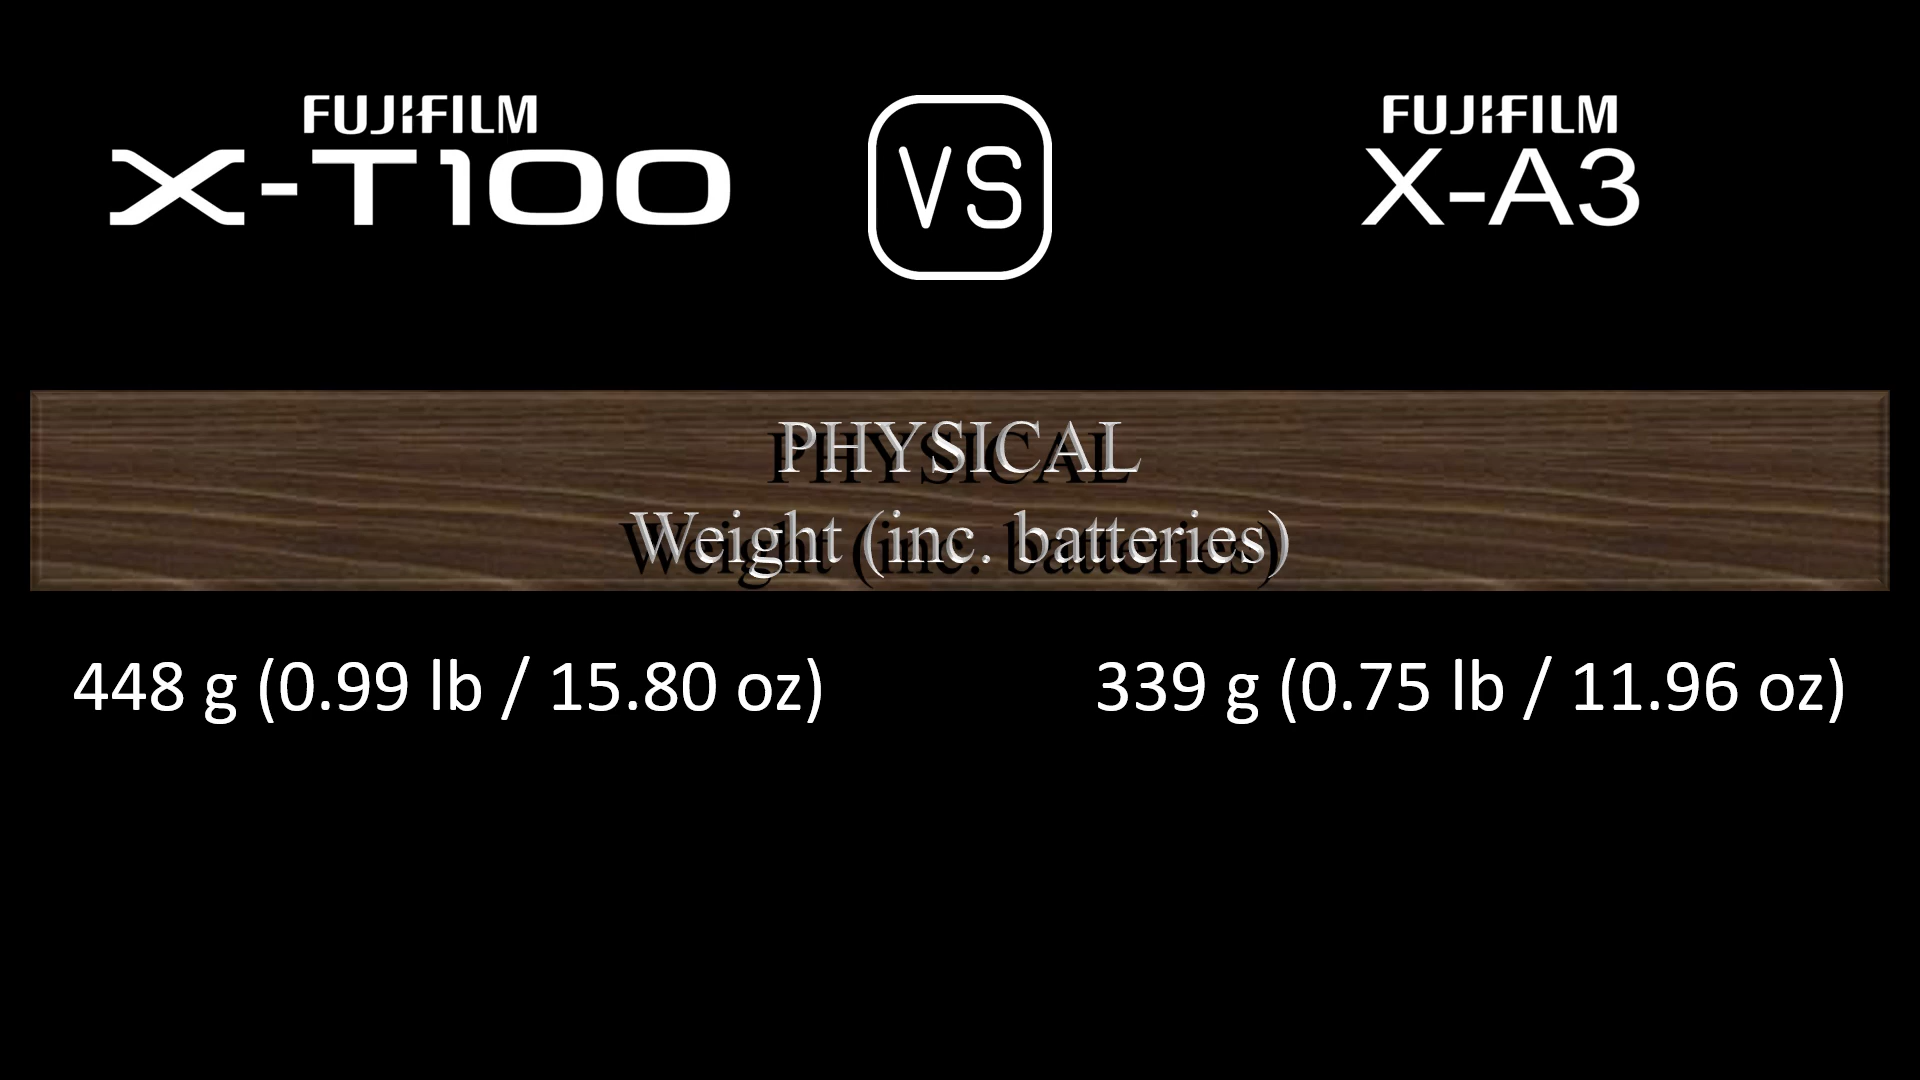 FUJIFILM
X-T100
VS
FUJIFILM
X-A3
PHYSICAL
Weight (inc. batteries)
448 g (0.99 lb / 15.80 oz)
339 g (0.75 lb / 11.96 oz)